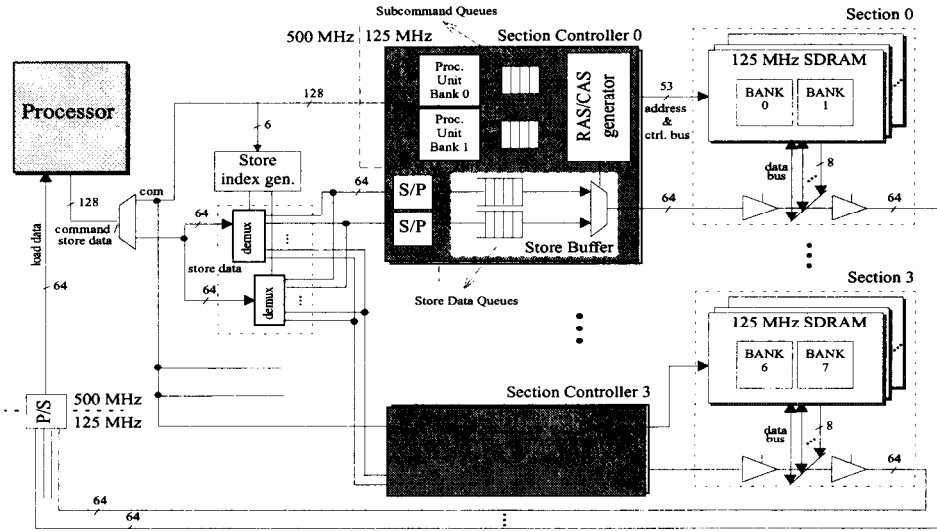 Subcommand Queues
Section 0
500 MHz
125 MHz
Section Controller 0
125 MHz SDRAM
BANK
0
BANK
1
Processor
Proc.
Unit
Bank 0
Proc.
Unit
Bank 1
RAS/CAS
generator
53
address
&
ctrl. bus
128
6
Store
index gen.
data
bus
8
com
128
command
store data
load data
64
64
64
demux
store data
demux
64
S/P
S/P
Store Buffer
64
64
Store Data Queues
Section 3
125 MHz SDRAM
BANK
6
BANK
7
Section Controller 3
P/S
500 MHz
125 MHz
data
bus
8
64
64
64